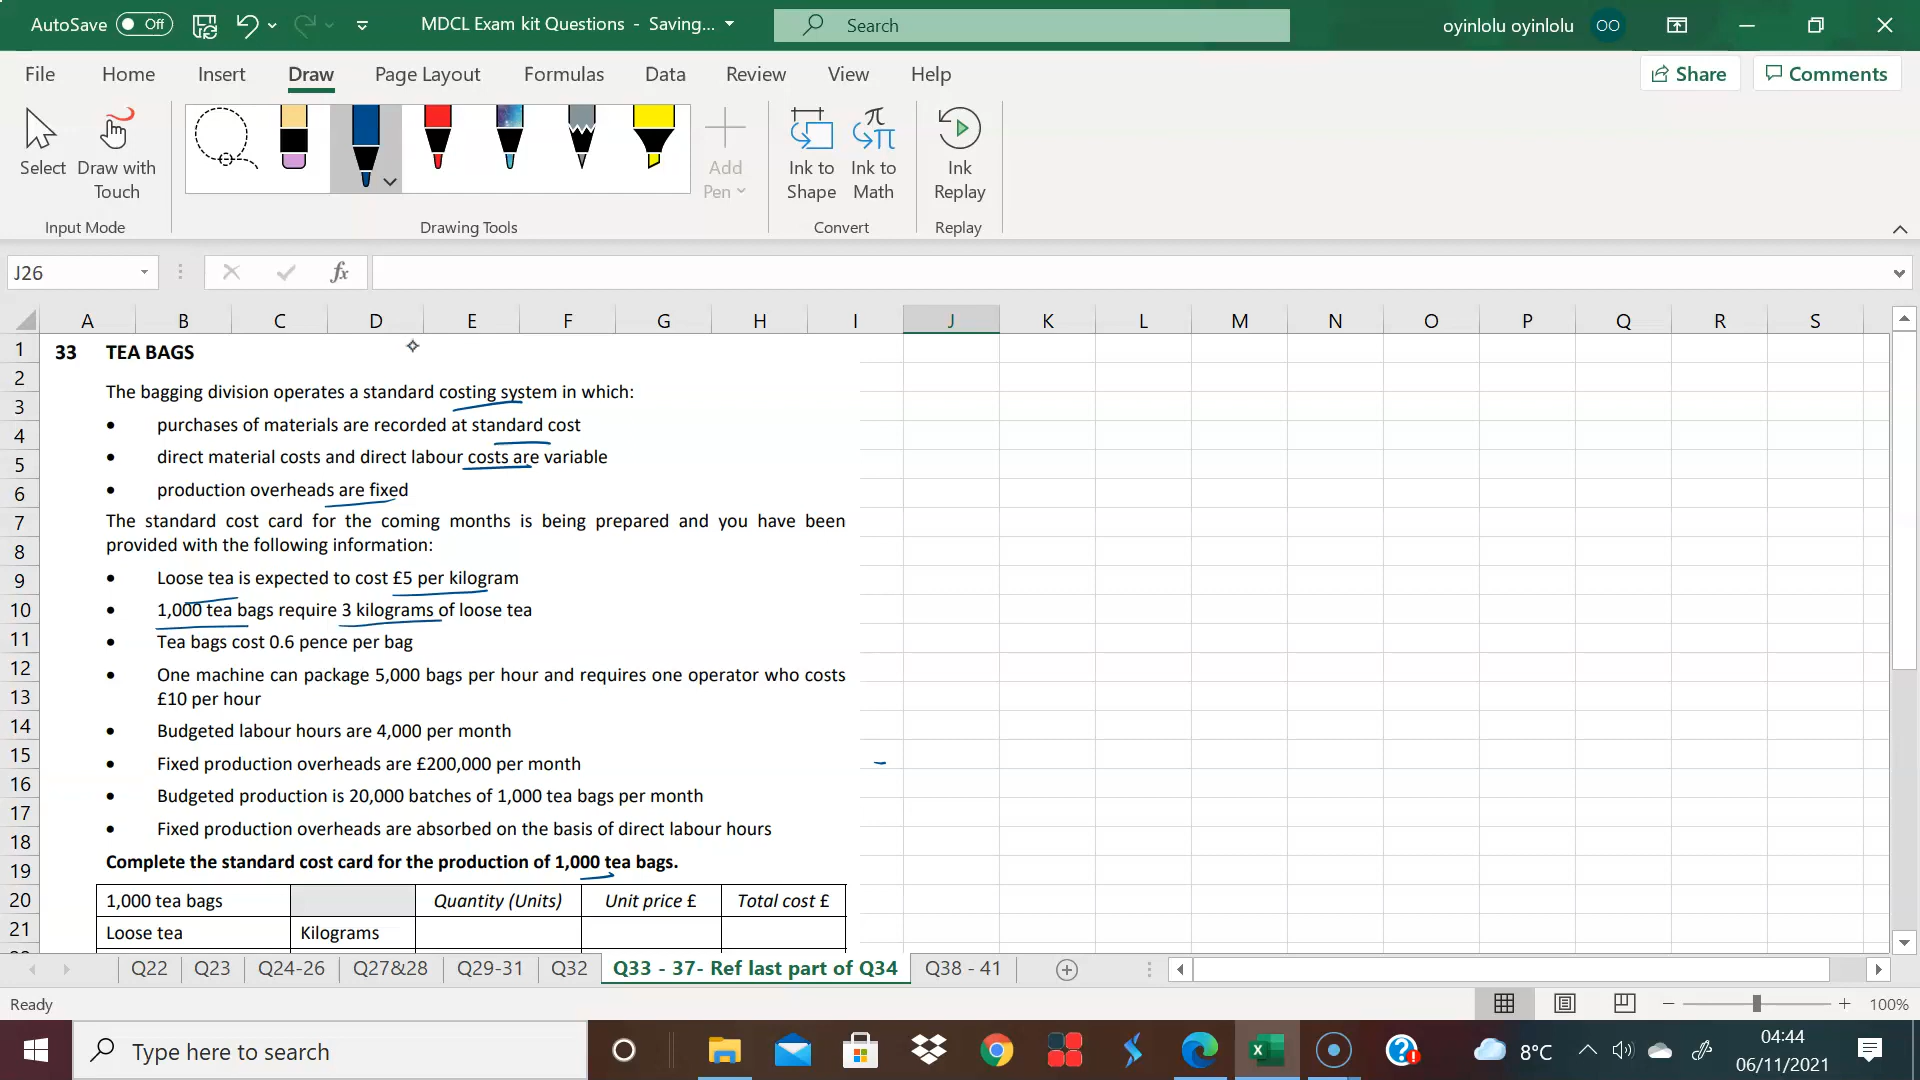 AutoSave Off MDCL Exam kit Questions - Saving... Search oyinlolu oyinlolu OO
File Home Insert Draw Page Layout Formulas Data Review View Help Share Comments
Select Draw with Touch Add Pen Ink to Shape Ink to Math Ink Replay
Input Mode Drawing Tools Convert Replay
J26 fx
A B C D E F G H I J K L M N O P Q R S
1 33 TEA BAGS
2
The bagging division operates a standard costing system in which:
3
4 • purchases of materials are recorded at standard cost
5 • direct material costs and direct labour costs are variable
6 • production overheads are fixed
7 The standard cost card for the coming months is being prepared and you have been
8 provided with the following information:
9 • Loose tea is expected to cost £5 per kilogram
10 • 1,000 tea bags require 3 kilograms of loose tea
11 • Tea bags cost 0.6 pence per bag
12 • One machine can package 5,000 bags per hour and requires one operator who costs
13 £10 per hour
14 • Budgeted labour hours are 4,000 per month
15 • Fixed production overheads are £200,000 per month
16 • Budgeted production is 20,000 batches of 1,000 tea bags per month
17
18 • Fixed production overheads are absorbed on the basis of direct labour hours
19 Complete the standard cost card for the production of 1,000 tea bags.
20 1,000 tea bags Quantity (Units) Unit price £ Total cost £
21 Loose tea Kilograms
Q22 Q23 Q24-26 Q27&28 Q29-31 Q32 Q33 - 37- Ref last part of Q34 Q38 - 41
Ready 100%
Type here to search 8°C 04:44
06/11/2021